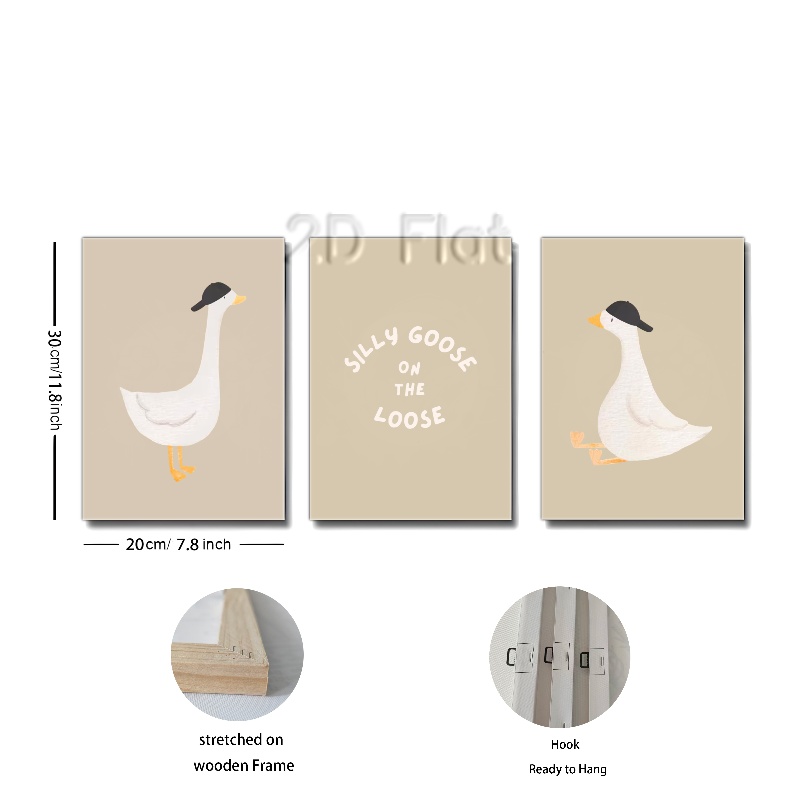 2D Flat
SILLY GOOSE
ON
THE
LOOSE
30cm/11.8inch
20cm/ 7.8 inch
stretched on
wooden Frame
Hook
Ready to Hang